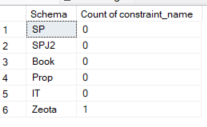 Schema Count of constraint_name
1 SP 0
2 SPJ2 0
3 Book 0
4 Prop 0
5 IT 0
6 Zeota 1